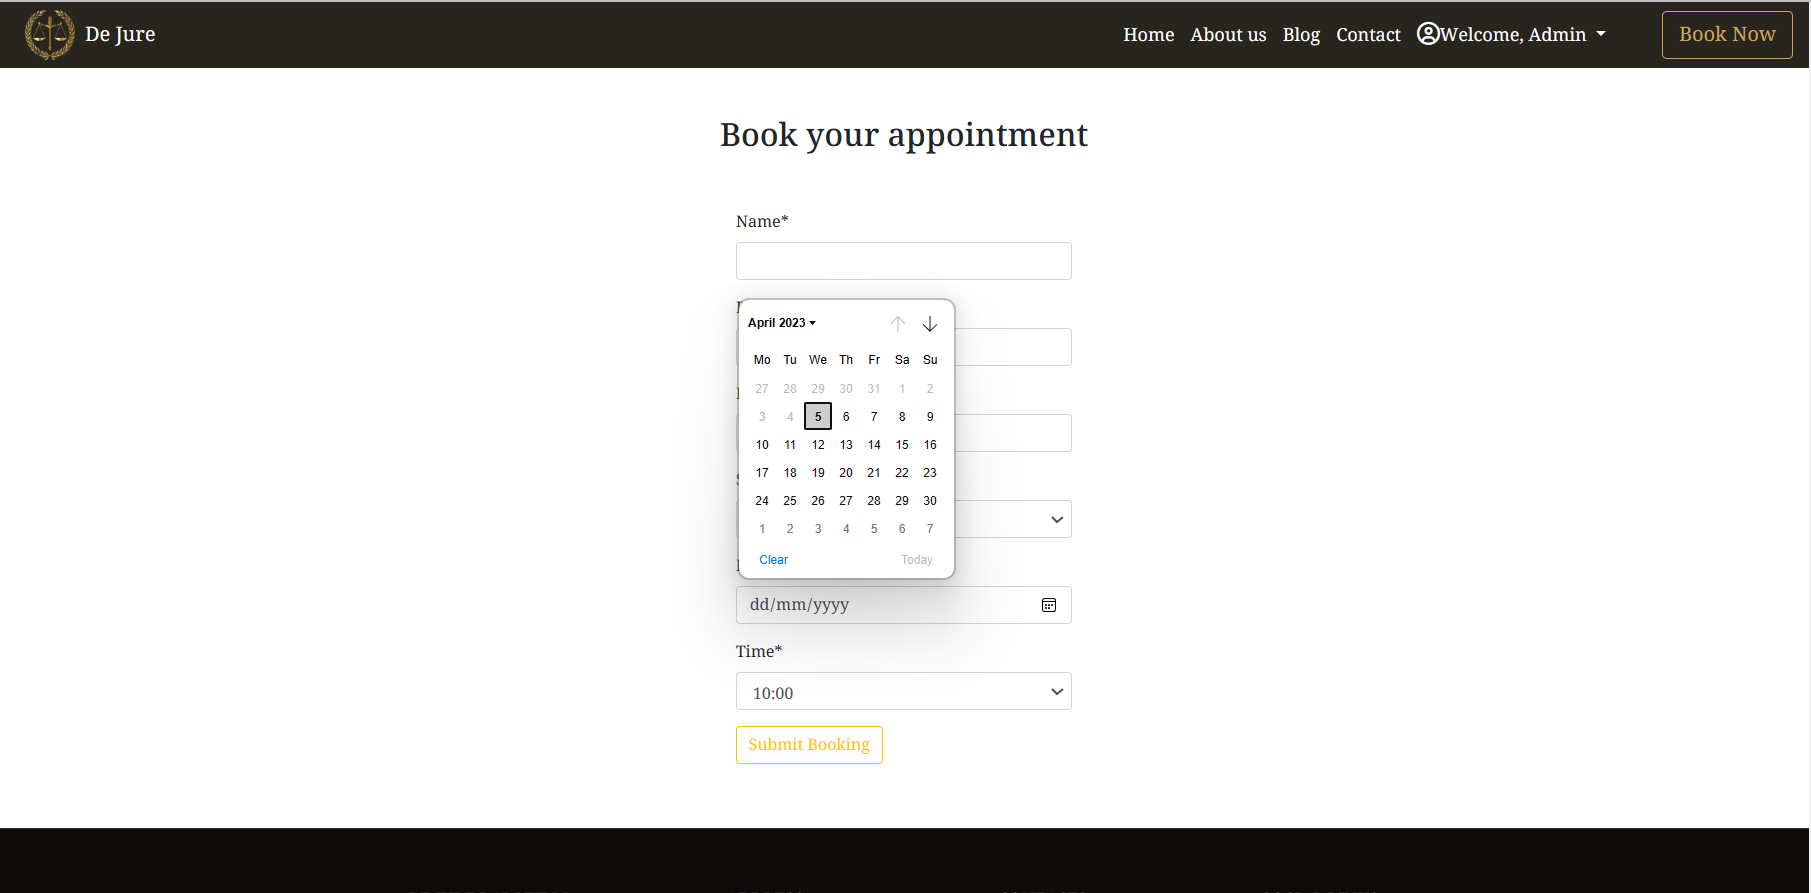 De Jure
Home About us Blog Contact Welcome, Admin Book Now
Book your appointment
Name*
April 2023
Mo Tu We Th Fr Sa Su
27 28 29 30 31 1 2
3 4 5 6 7 8 9
10 11 12 13 14 15 16
17 18 19 20 21 22 23
24 25 26 27 28 29 30
1 2 3 4 5 6 7
Clear Today
dd/mm/yyyy
Time*
10:00
Submit Booking